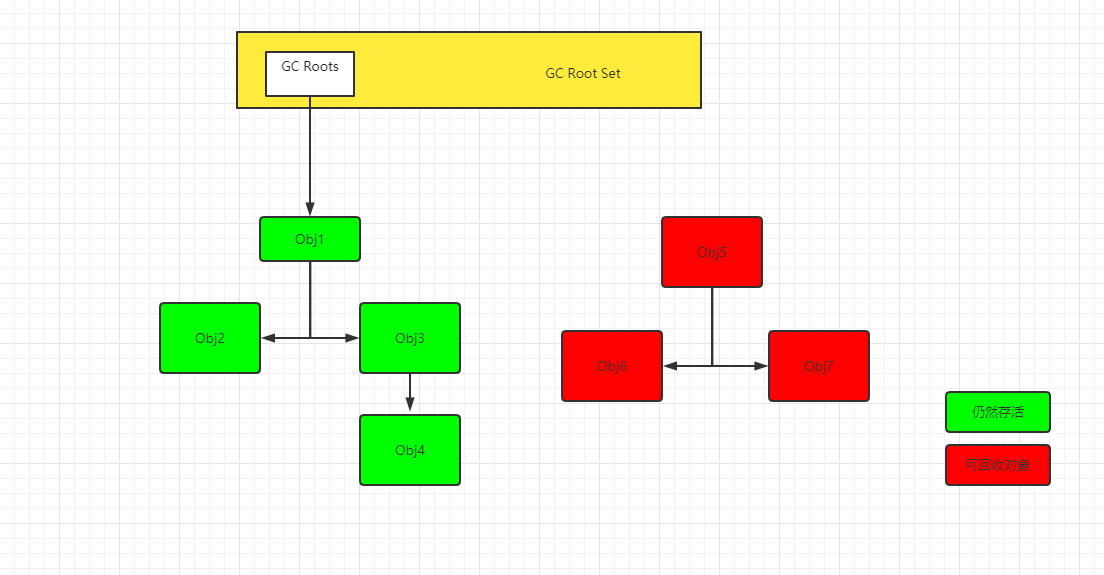 GC Roots
GC Root Set
Obj1
Obj5
Obj2
Obj3
Obj6
Obj7
仍然存活
Obj4
可回收对象